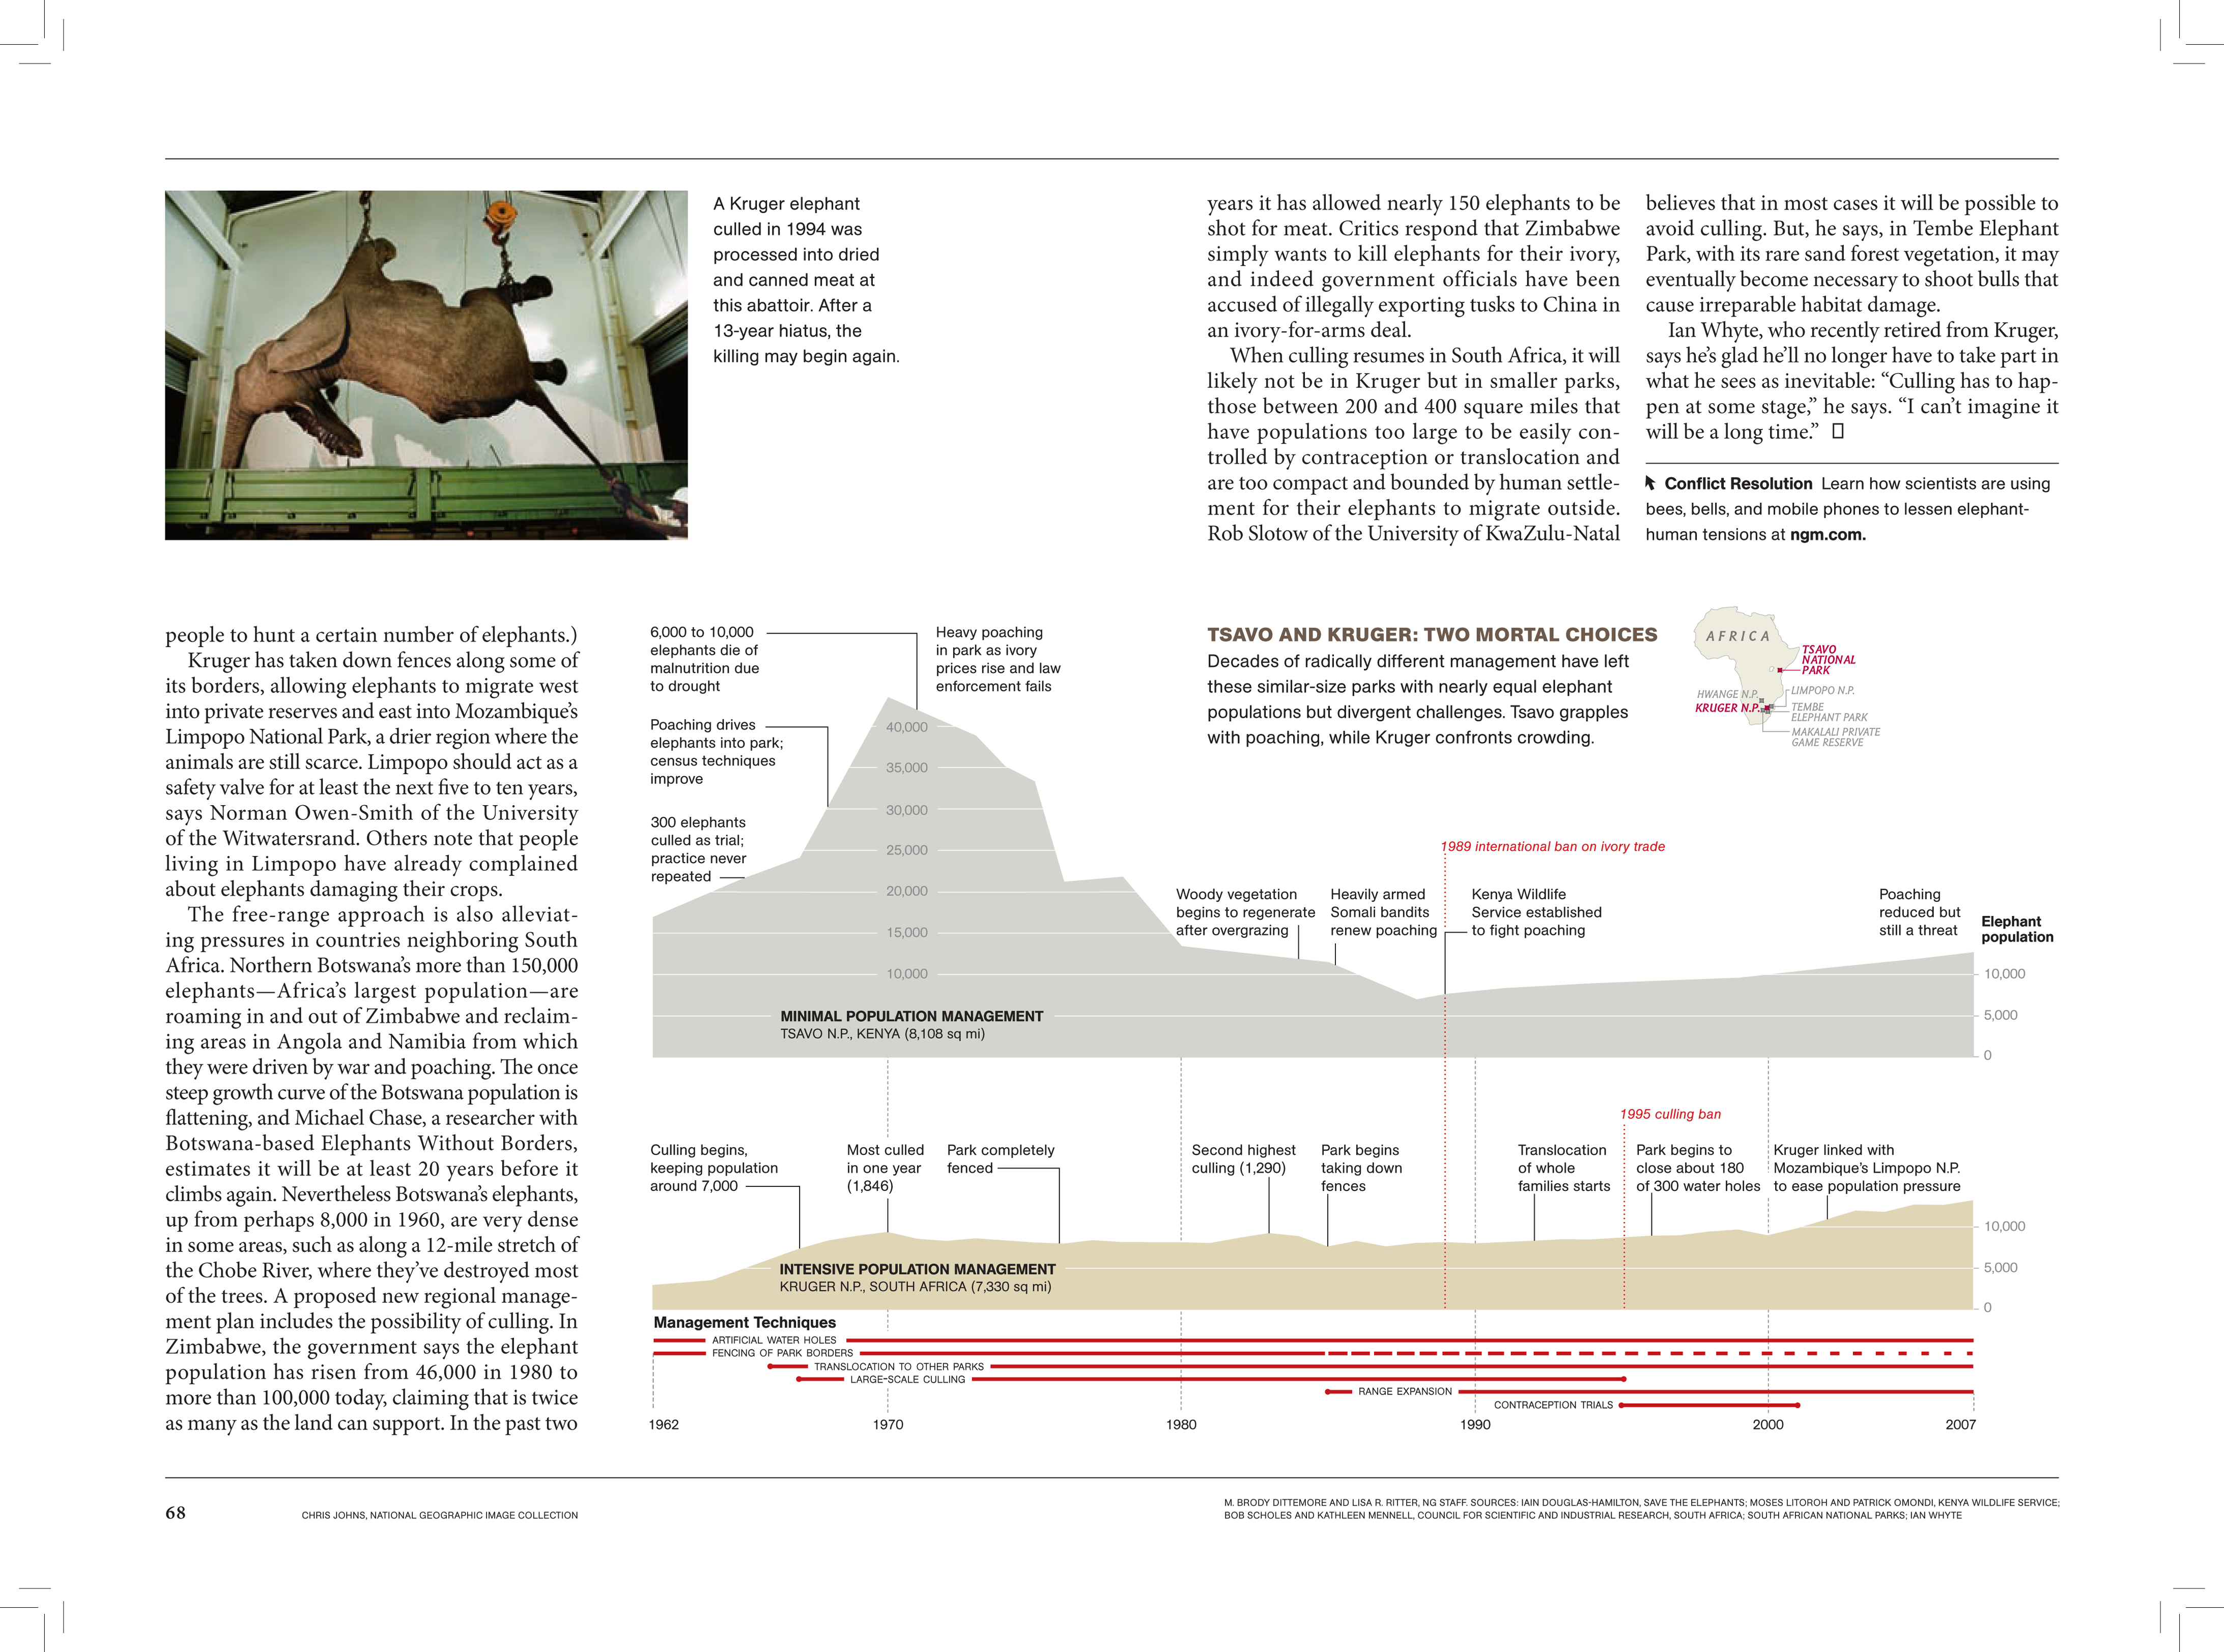 A Kruger elephant
culled in 1994 was
processed into dried
and canned meat at
this abattoir. After a
13-year hiatus, the
killing may begin again.
people to hunt a certain number of elephants.)
Kruger has taken down fences along some of
its borders, allowing elephants to migrate west
into private reserves and east into Mozambique’s
Limpopo National Park, a drier region where the
animals are still scarce. Limpopo should act as a
safety valve for at least the next five to ten years,
says Norman Owen-Smith of the University
of the Witwatersrand. Others note that people
living in Limpopo have already complained
about elephants damaging their crops.
The free-range approach is also alleviat-
ing pressures in countries neighboring South
Africa. Northern Botswana’s more than 150,000
elephants—Africa’s largest population—are
roaming in and out of Zimbabwe and reclaim-
ing areas in Angola and Namibia from which
they were driven by war and poaching. The once
steep growth curve of the Botswana population is
flattening, and Michael Chase, a researcher with
Botswana-based Elephants Without Borders,
estimates it will be at least 20 years before it
climbs again. Nevertheless Botswana’s elephants,
up from perhaps 8,000 in 1960, are very dense
in some areas, such as along a 12-mile stretch of
the Chobe River, where they’ve destroyed most
of the trees. A proposed new regional manage-
ment plan includes the possibility of culling. In
Zimbabwe, the government says the elephant
population has risen from 46,000 in 1980 to
more than 100,000 today, claiming that is twice
as many as the land can support. In the past two
years it has allowed nearly 150 elephants to be
shot for meat. Critics respond that Zimbabwe
simply wants to kill elephants for their ivory,
and indeed government officials have been
accused of illegally exporting tusks to China in
an ivory-for-arms deal.
When culling resumes in South Africa, it will
likely not be in Kruger but in smaller parks,
those between 200 and 400 square miles that
have populations too large to be easily con-
trolled by contraception or translocation and
are too compact and bounded by human settle-
ment for their elephants to migrate outside.
Rob Slotow of the University of KwaZulu-Natal
believes that in most cases it will be possible to
avoid culling. But, he says, in Tembe Elephant
Park, with its rare sand forest vegetation, it may
eventually become necessary to shoot bulls that
cause irreparable habitat damage.
Ian Whyte, who recently retired from Kruger,
says he’s glad he’ll no longer have to take part in
what he sees as inevitable: “Culling has to hap-
pen at some stage,” he says. “I can’t imagine it
will be a long time.”
Conflict Resolution Learn how scientists are using
bees, bells, and mobile phones to lessen elephant-
human tensions at ngm.com.
TSAVO AND KRUGER: TWO MORTAL CHOICES
Decades of radically different management have left
these similar-size parks with nearly equal elephant
populations but divergent challenges. Tsavo grapples
with poaching, while Kruger confronts crowding.
AFRICA
TSAVO
NATIONAL
PARK
HWANGE N.P.
LIMPOPO N.P.
KRUGER N.P.
TEMBE
ELEPHANT PARK
MAKALALI PRIVATE
GAME RESERVE
6,000 to 10,000
elephants die of
malnutrition due
to drought
Heavy poaching
in park as ivory
prices rise and law
enforcement fails
Poaching drives
elephants into park;
census techniques
improve
300 elephants
culled as trial;
practice never
repeated
40,000
35,000
30,000
25,000
20,000
15,000
10,000
1989 international ban on ivory trade
Woody vegetation
begins to regenerate
after overgrazing
Heavily armed
Somali bandits
renew poaching
Kenya Wildlife
Service established
to fight poaching
Poaching
reduced but
still a threat
Elephant
population
10,000
5,000
0
MINIMAL POPULATION MANAGEMENT
TSAVO N.P., KENYA (8,108 sq mi)
1995 culling ban
Culling begins,
keeping population
around 7,000
Most culled
in one year
(1,846)
Park completely
fenced
Second highest
culling (1,290)
Park begins
taking down
fences
Translocation
of whole
families starts
Park begins to
close about 180
of 300 water holes
Kruger linked with
Mozambique’s Limpopo N.P.
to ease population pressure
10,000
5,000
0
INTENSIVE POPULATION MANAGEMENT
KRUGER N.P., SOUTH AFRICA (7,330 sq mi)
Management Techniques
ARTIFICIAL WATER HOLES
FENCING OF PARK BORDERS
TRANSLOCATION TO OTHER PARKS
LARGE-SCALE CULLING
RANGE EXPANSION
CONTRACEPTION TRIALS
1962 1970 1980 1990 2000 2007
68 CHRIS JOHNS, NATIONAL GEOGRAPHIC IMAGE COLLECTION
M. BRODY DITTEMORE AND LISA R. RITTER, NG STAFF. SOURCES: IAIN DOUGLAS-HAMILTON, SAVE THE ELEPHANTS; MOSES LITOROH AND PATRICK OMONDI, KENYA WILDLIFE SERVICE;
BOB SCHOLES AND KATHLEEN MENNELL, COUNCIL FOR SCIENTIFIC AND INDUSTRIAL RESEARCH, SOUTH AFRICA; SOUTH AFRICAN NATIONAL PARKS; IAN WHYTE